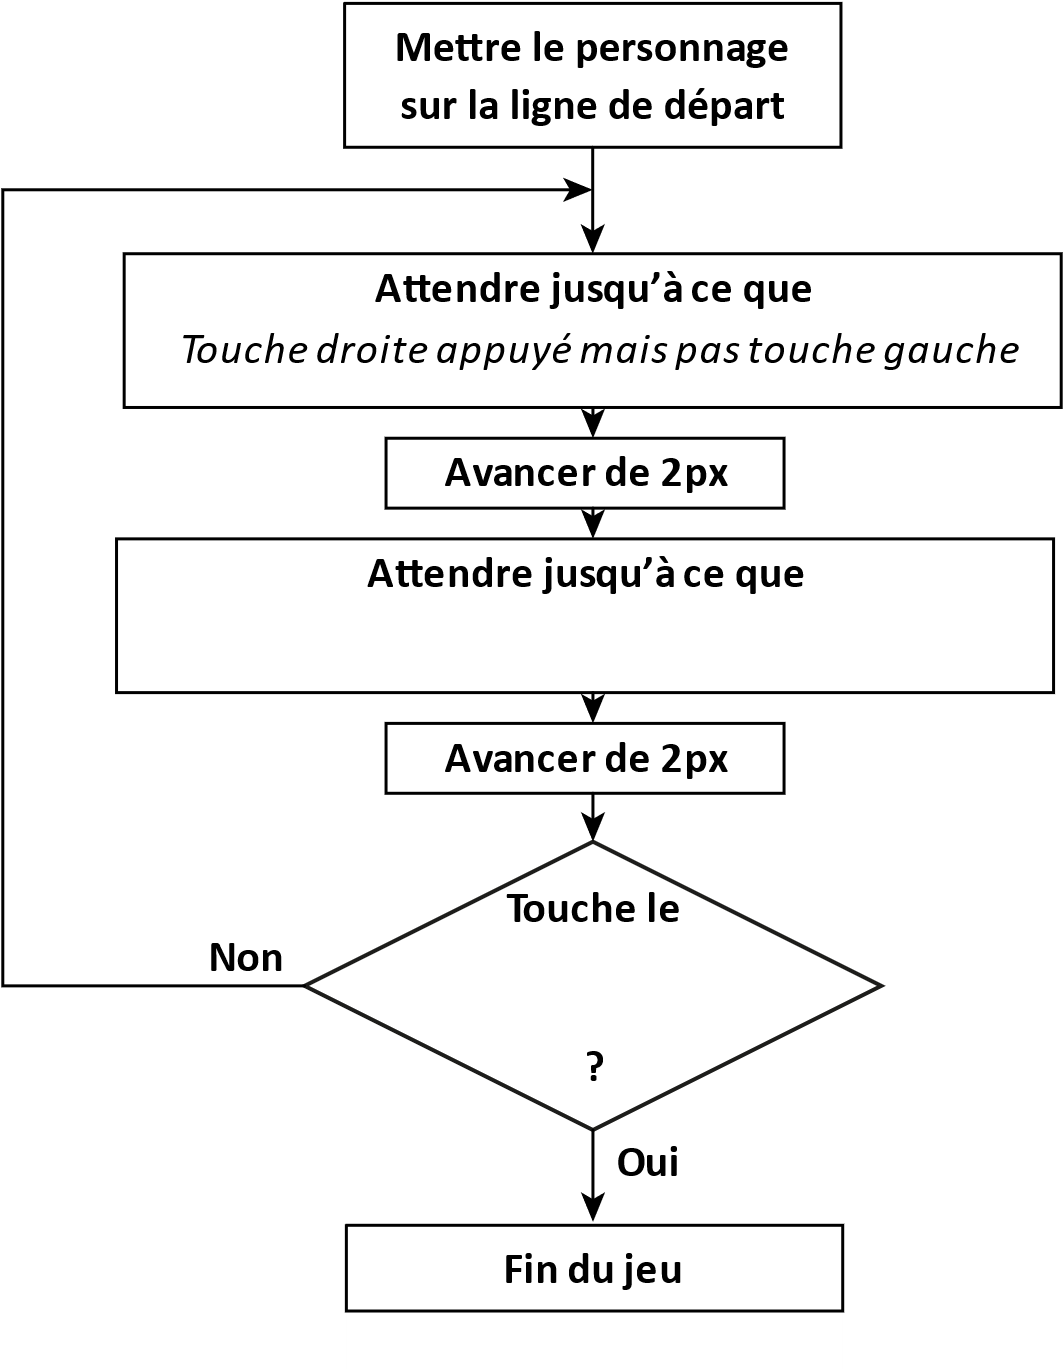 Mettre le personnage
sur la ligne de départ
Attendre jusqu’à ce que
Touche droite appuyé mais pas touche gauche
Avancer de 2px
Attendre jusqu’à ce que
Avancer de 2px
Touche le
Non
?
Oui
Fin du jeu